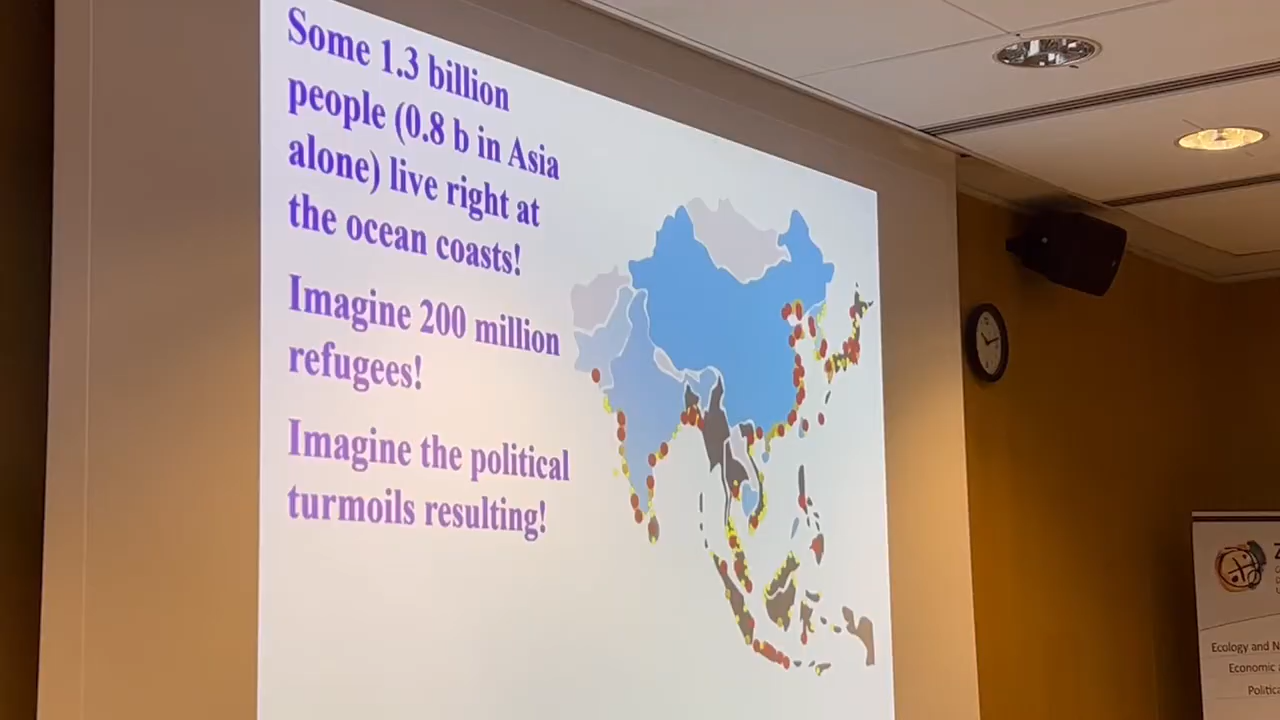 Some 1.3 billion
people (0.8 b in Asia
alone) live right at
the ocean coasts!
Imagine 200 million
refugees!
Imagine the political
turmoils resulting!
Ecology and
Economic